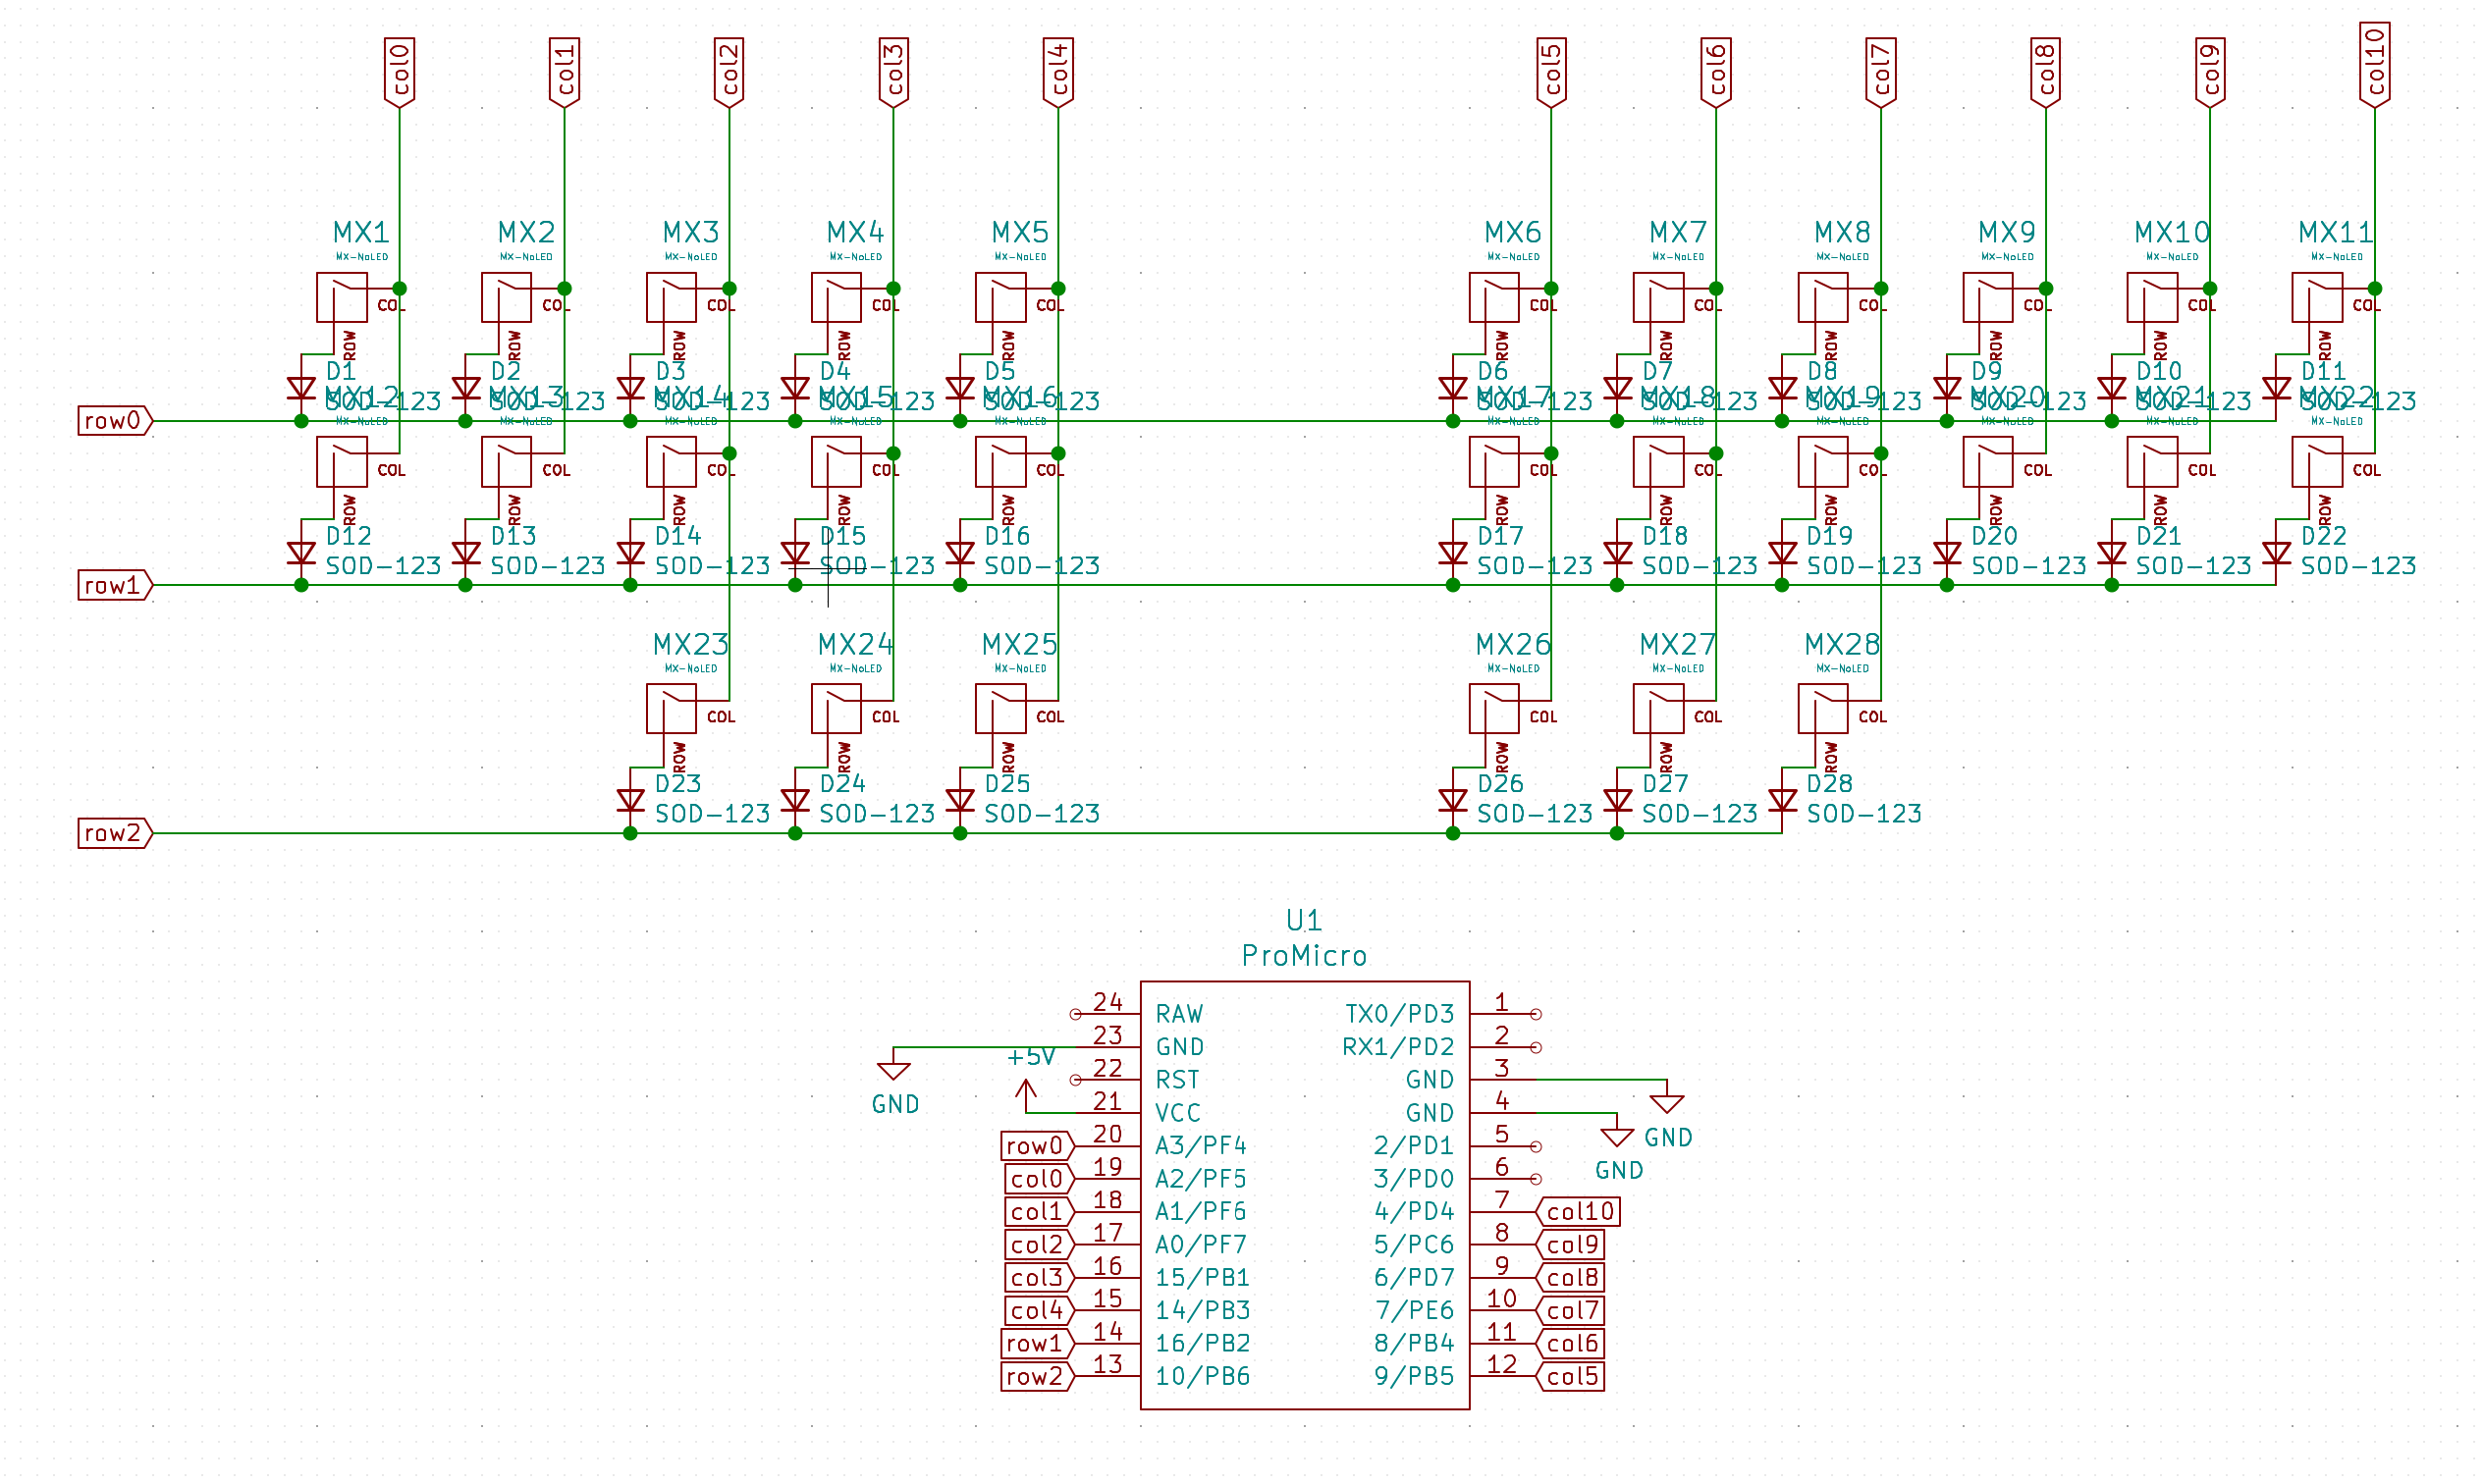 col0 col1 col2 col3 col4 col5 col6 col7 col8 col9 col10
MX1 MX2 MX3 MX4 MX5 MX6 MX7 MX8 MX9 MX10 MX11
MX-NoLED MX-NoLED MX-NoLED MX-NoLED MX-NoLED MX-NoLED MX-NoLED MX-NoLED MX-NoLED MX-NoLED MX-NoLED
COL COL COL COL COL COL COL COL COL COL COL
ROW ROW ROW ROW ROW ROW ROW ROW ROW ROW ROW
D1 D2 D3 D4 D5 D6 D7 D8 D9 D10 D11
SOD-123 SOD-123 SOD-123 SOD-123 SOD-123 SOD-123 SOD-123 SOD-123 SOD-123 SOD-123 SOD-123
MX12 MX13 MX14 MX15 MX16 MX17 MX18 MX19 MX20 MX21 MX22
row0
MX-NoLED MX-NoLED MX-NoLED MX-NoLED MX-NoLED MX-NoLED MX-NoLED MX-NoLED MX-NoLED MX-NoLED MX-NoLED
COL COL COL COL COL COL COL COL COL COL COL
ROW ROW ROW ROW ROW ROW ROW ROW ROW ROW ROW
D12 D13 D14 D15 D16 D17 D18 D19 D20 D21 D22
SOD-123 SOD-123 SOD-123 SOD-123 SOD-123 SOD-123 SOD-123 SOD-123 SOD-123 SOD-123 SOD-123
row1
MX23 MX24 MX25 MX26 MX27 MX28
MX-NoLED MX-NoLED MX-NoLED MX-NoLED MX-NoLED MX-NoLED
COL COL COL COL COL COL
ROW ROW ROW ROW ROW ROW
D23 D24 D25 D26 D27 D28
SOD-123 SOD-123 SOD-123 SOD-123 SOD-123 SOD-123
row2
U1
ProMicro
24 RAW TX0/PD3 1
23 GND RX1/PD2 2
+5V
22 RST GND 3
GND
21 VCC GND 4
GND
row0 20 A3/PF4 2/PD1 5
GND
col0 19 A2/PF5 3/PD0 6
col1 18 A1/PF6 4/PD4 7 col10
col2 17 A0/PF7 5/PC6 8 col9
col3 16 15/PB1 6/PD7 9 col8
col4 15 14/PB3 7/PE6 10 col7
row1 14 16/PB2 8/PB4 11 col6
row2 13 10/PB6 9/PB5 12 col5